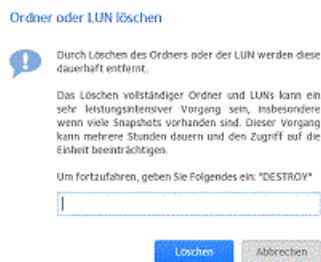 Ordner oder LUN löschen
Durch Löschen des Ordners oder der LUN werden diese
dauerhaft entfernt.
Das Löschen vollständiger Ordner und LUNs kann ein
sehr leistungsintensiver Vorgang sein, insbesondere
wenn viele Snapshots vorhanden sind. Dieser Vorgang
kann mehrere Stunden dauern und den Zugriff auf die
Einheit beeinträchtigen.
Um fortzufahren, geben Sie Folgendes ein: "DESTROY"
Löschen Abbrechen